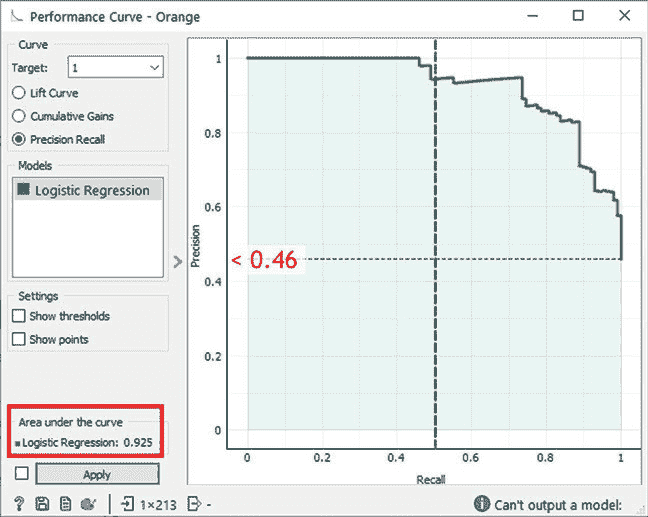 Performance Curve - Orange
Curve
Target: 1
Lift Curve
Cumulative Gains
Precision Recall
Models
Logistic Regression
Settings
Show thresholds
Show points
Area under the curve
Logistic Regression: 0.925
Apply
? 1×213 -
Precision
1
0.8
0.6
< 0.46
0.4
0.2
0
0 0.2 0.4 0.6 0.8 1
Recall
Can't output a model: